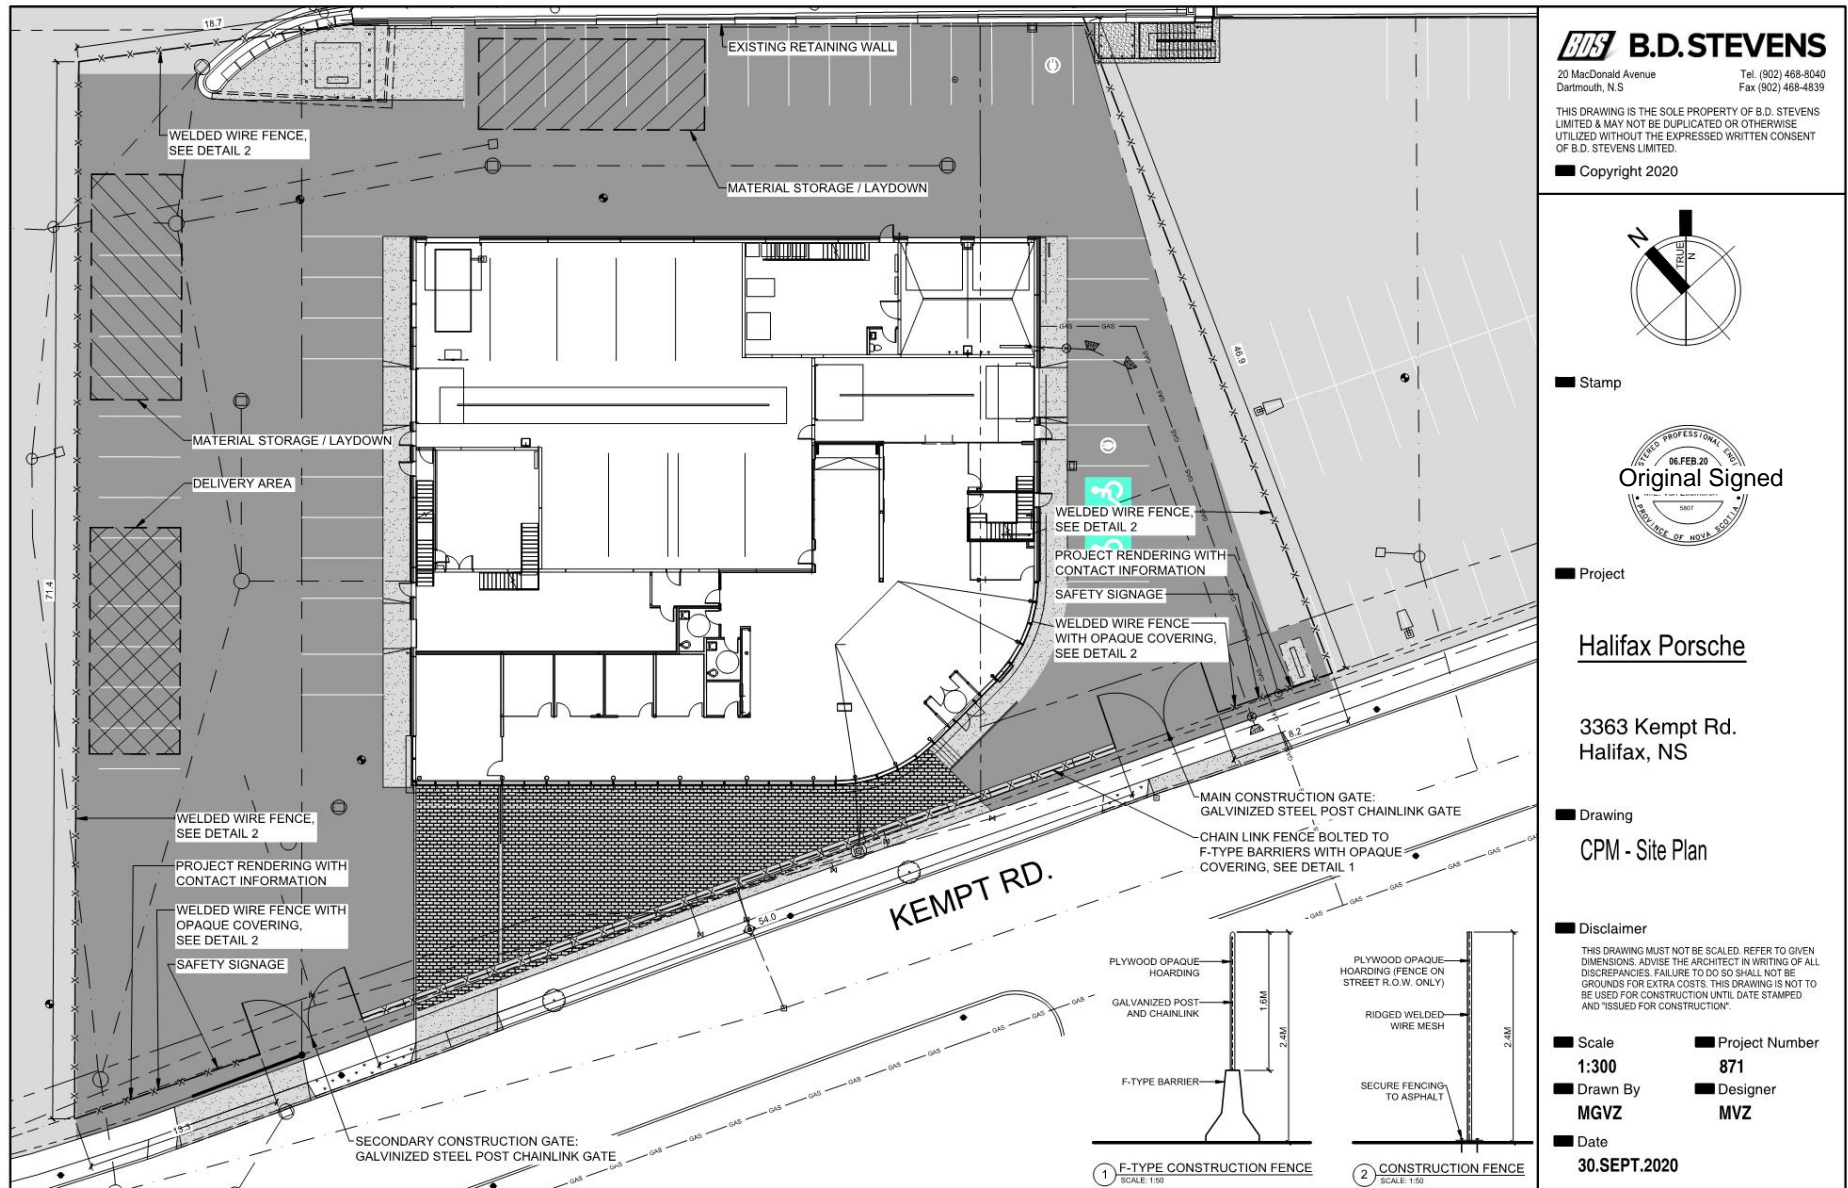 18.7
EXISTING RETAINING WALL
WELDED WIRE FENCE,
SEE DETAIL 2
MATERIAL STORAGE / LAYDOWN
GAS
GAS
46.9
MATERIAL STORAGE / LAYDOWN
DELIVERY AREA
71.4
WELDED WIRE FENCE,
SEE DETAIL 2
PROJECT RENDERING WITH
CONTACT INFORMATION
SAFETY SIGNAGE
WELDED WIRE FENCE
WITH OPAQUE COVERING,
SEE DETAIL 2
8.2
MAIN CONSTRUCTION GATE:
GALVINIZED STEEL POST CHAINLINK GATE
CHAIN LINK FENCE BOLTED TO
F-TYPE BARRIERS WITH OPAQUE
COVERING, SEE DETAIL 1
WELDED WIRE FENCE,
SEE DETAIL 2
PROJECT RENDERING WITH
CONTACT INFORMATION
WELDED WIRE FENCE WITH
OPAQUE COVERING,
SEE DETAIL 2
SAFETY SIGNAGE
54.0
KEMPT RD.
13.3
SECONDARY CONSTRUCTION GATE:
GALVINIZED STEEL POST CHAINLINK GATE
PLYWOOD OPAQUE
HOARDING
GALVANIZED POST
AND CHAINLINK
1.6M
2.4M
F-TYPE BARRIER
1 F-TYPE CONSTRUCTION FENCE
SCALE: 1:50
PLYWOOD OPAQUE
HOARDING (FENCE ON
STREET R.O.W. ONLY)
RIDGED WELDED
WIRE MESH
2.4M
SECURE FENCING
TO ASPHALT
2 CONSTRUCTION FENCE
SCALE: 1:50
BDS B.D. STEVENS
20 MacDonald Avenue Tel. (902) 468-8040
Dartmouth, N.S Fax (902) 468-4839
THIS DRAWING IS THE SOLE PROPERTY OF B.D. STEVENS
LIMITED & MAY NOT BE DUPLICATED OR OTHERWISE
UTILIZED WITHOUT THE EXPRESSED WRITTEN CONSENT
OF B.D. STEVENS LIMITED.
Copyright 2020
N
TRUE
N
Stamp
06.FEB.20
Original Signed
5807
PROVINCE OF NOVA SCOTIA
Project
Halifax Porsche
3363 Kempt Rd.
Halifax, NS
Drawing
CPM - Site Plan
Disclaimer
THIS DRAWING MUST NOT BE SCALED. REFER TO GIVEN
DIMENSIONS. ADVISE THE ARCHITECT IN WRITING OF ALL
DISCREPANCIES. FAILURE TO DO SO SHALL NOT BE
GROUNDS FOR EXTRA COSTS. THIS DRAWING IS NOT TO
BE USED FOR CONSTRUCTION UNTIL DATE STAMPED
AND "ISSUED FOR CONSTRUCTION".
Scale Project Number
1:300 871
Drawn By Designer
MGVZ MVZ
Date
30.SEPT.2020